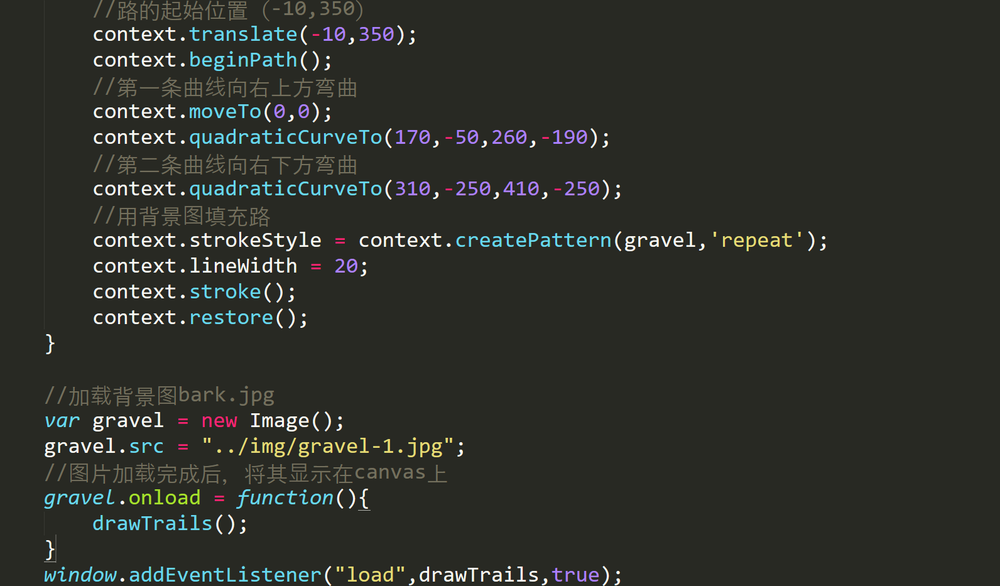 //路的起始位置（-10,350）
context.translate(-10,350);
context.beginPath();
//第一条曲线向右上方弯曲
context.moveTo(0,0);
context.quadraticCurveTo(170,-50,260,-190);
//第二条曲线向右下方弯曲
context.quadraticCurveTo(310,-250,410,-250);
//用背景图填充路
context.strokeStyle = context.createPattern(gravel,'repeat');
context.lineWidth = 20;
context.stroke();
context.restore();
}
//加载背景图bark.jpg
var gravel = new Image();
gravel.src = "../img/gravel-1.jpg";
//图片加载完成后，将其显示在canvas上
gravel.onload = function(){
drawTrails();
}
window.addEventListener("load",drawTrails,true);